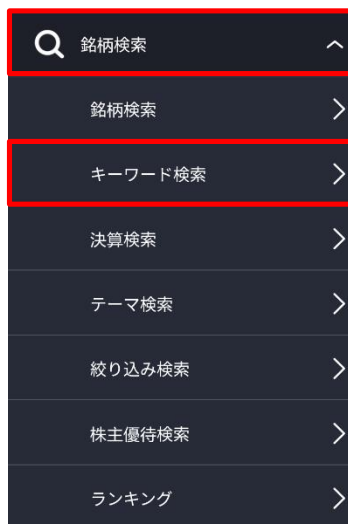 銘柄検索
銘柄検索
キーワード検索
決算検索
テーマ検索
絞り込み検索
株主優待検索
ランキング